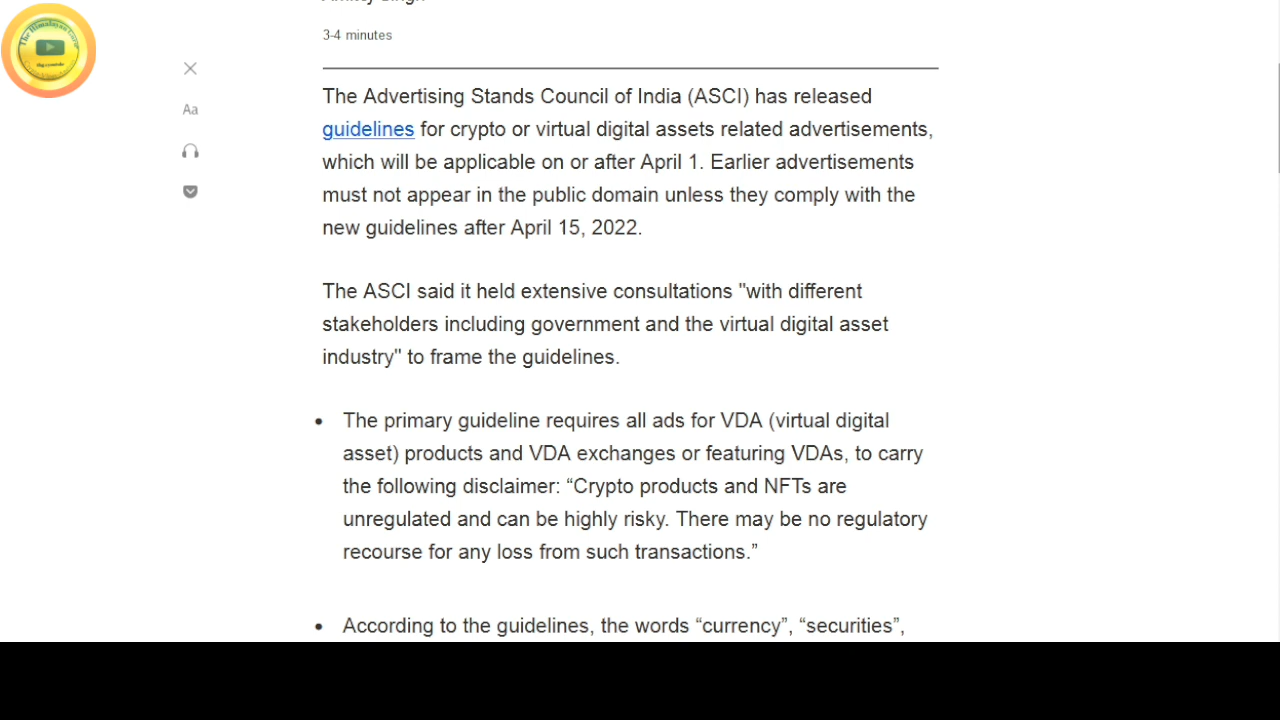 3-4 minutes
Aa
The Advertising Stands Council of India (ASCI) has released
guidelines for crypto or virtual digital assets related advertisements,
which will be applicable on or after April 1. Earlier advertisements
must not appear in the public domain unless they comply with the
new guidelines after April 15, 2022.
The ASCI said it held extensive consultations "with different
stakeholders including government and the virtual digital asset
industry" to frame the guidelines.
• The primary guideline requires all ads for VDA (virtual digital
asset) products and VDA exchanges or featuring VDAs, to carry
the following disclaimer: “Crypto products and NFTs are
unregulated and can be highly risky. There may be no regulatory
recourse for any loss from such transactions.”
• According to the guidelines, the words “currency”, “securities”,